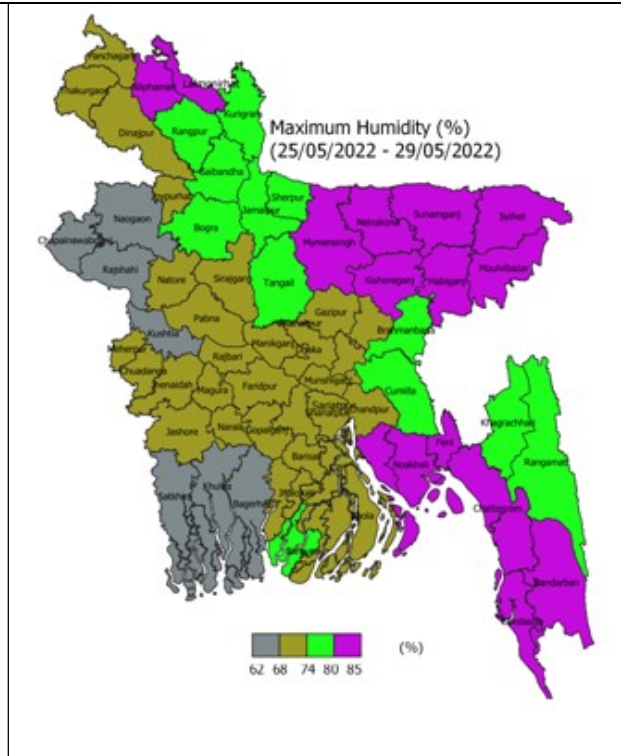 Panchagarh
Thakurgaon
Nilphamari
Lalmonirhat
Dinajpur
Rangpur
Kurigram
Maximum Humidity (%)
(25/05/2022 - 29/05/2022)
Gaibandha
Joypurhat
Sherpur
Naogaon
Jamalpur
Bogra
Netrakona
Sunamganj
Sylhet
Chapainawabganj
Mymensingh
Rajshahi
Natore
Sirajganj
Tangail
Kishoreganj
Habiganj
Moulvibazar
Pabna
Gazipur
Kushtia
Brahmanbaria
Meherpur
Rajbari
Manikganj
Dhaka
Chuadanga
Jhenaidah
Magura
Faridpur
Munshiganj
Cumilla
Chandpur
Shariatpur
Jashore
Narail
Gopalganj
Khagrachhari
Rangamati
Barisal
Noakhali
Feni
Satkhira
Khulna
Bagerhat
Bhola
Chattogram
Bandarban
62 68 74 80 85
(%)